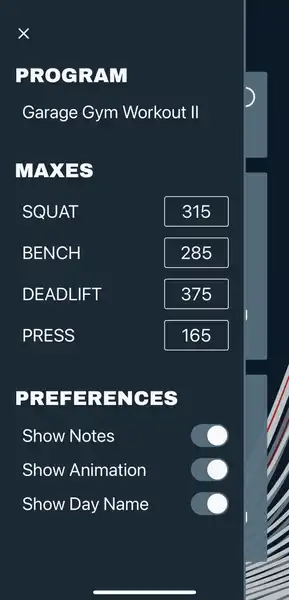 PROGRAM
Garage Gym Workout II
MAXES
SQUAT 315
BENCH 285
DEADLIFT 375
PRESS 165
PREFERENCES
Show Notes
Show Animation
Show Day Name